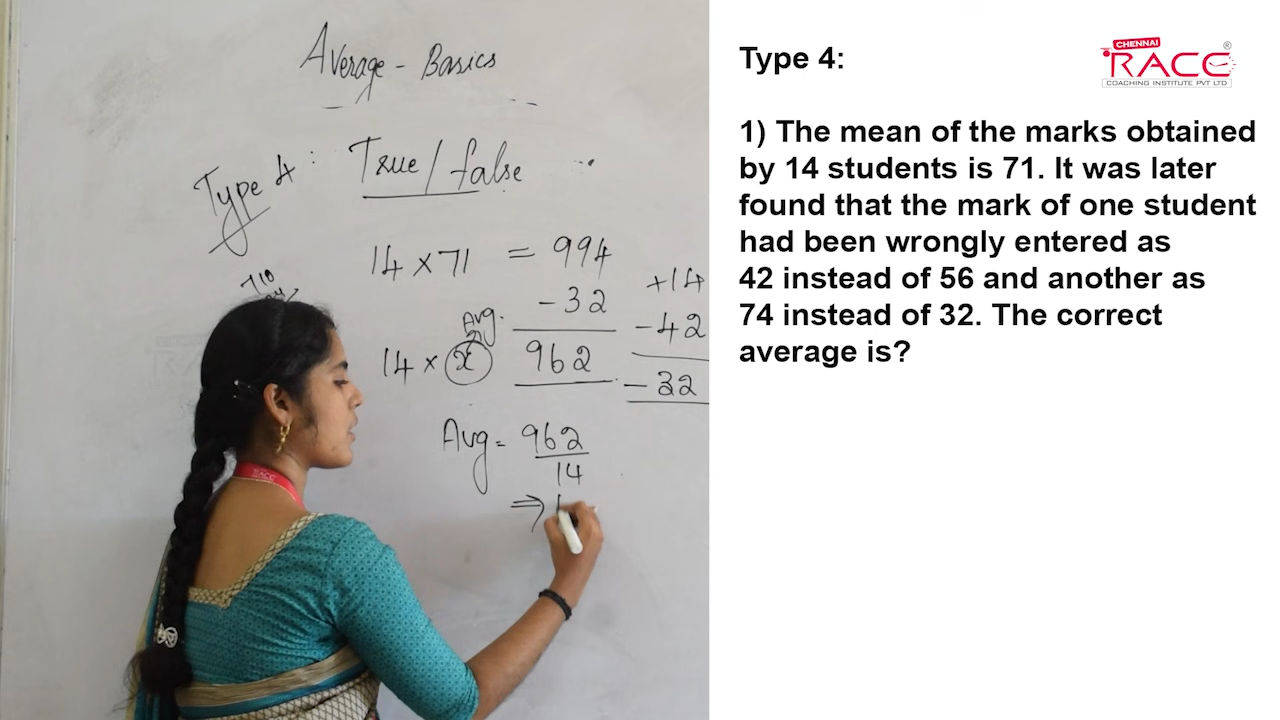 Average - Basics
Type 4 : True / false
14 × 71 = 994
- 32
+14
Avg.
- 42
14 × x
962
- 32
Avg = 962
14
⇒
RACE
Type 4:
CHENNAI
RACE
COACHING INSTITUTE PVT LTD
1) The mean of the marks obtained
by 14 students is 71. It was later
found that the mark of one student
had been wrongly entered as
42 instead of 56 and another as
74 instead of 32. The correct
average is?